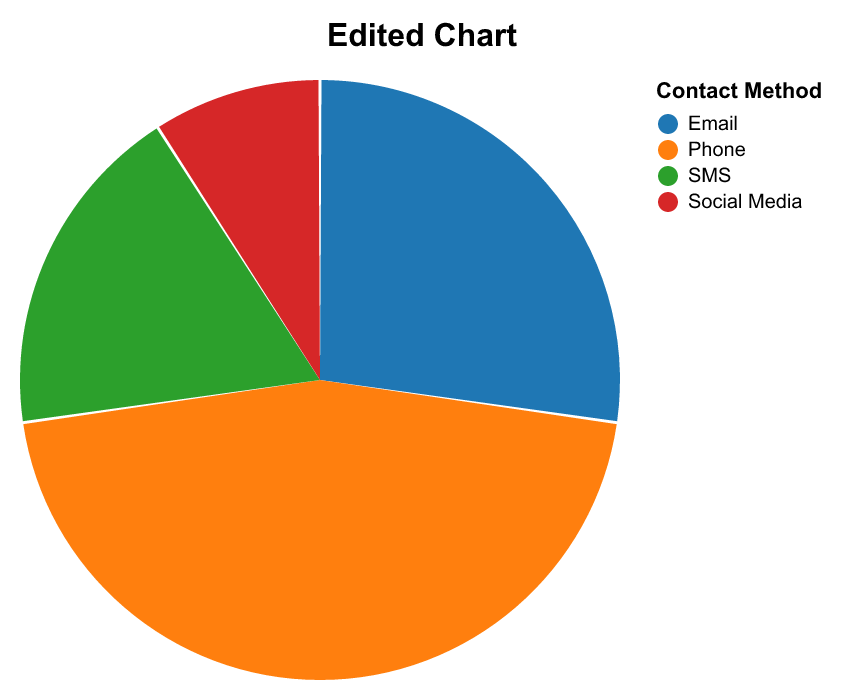 Edited Chart
Contact Method
Email
Phone
SMS
Social Media